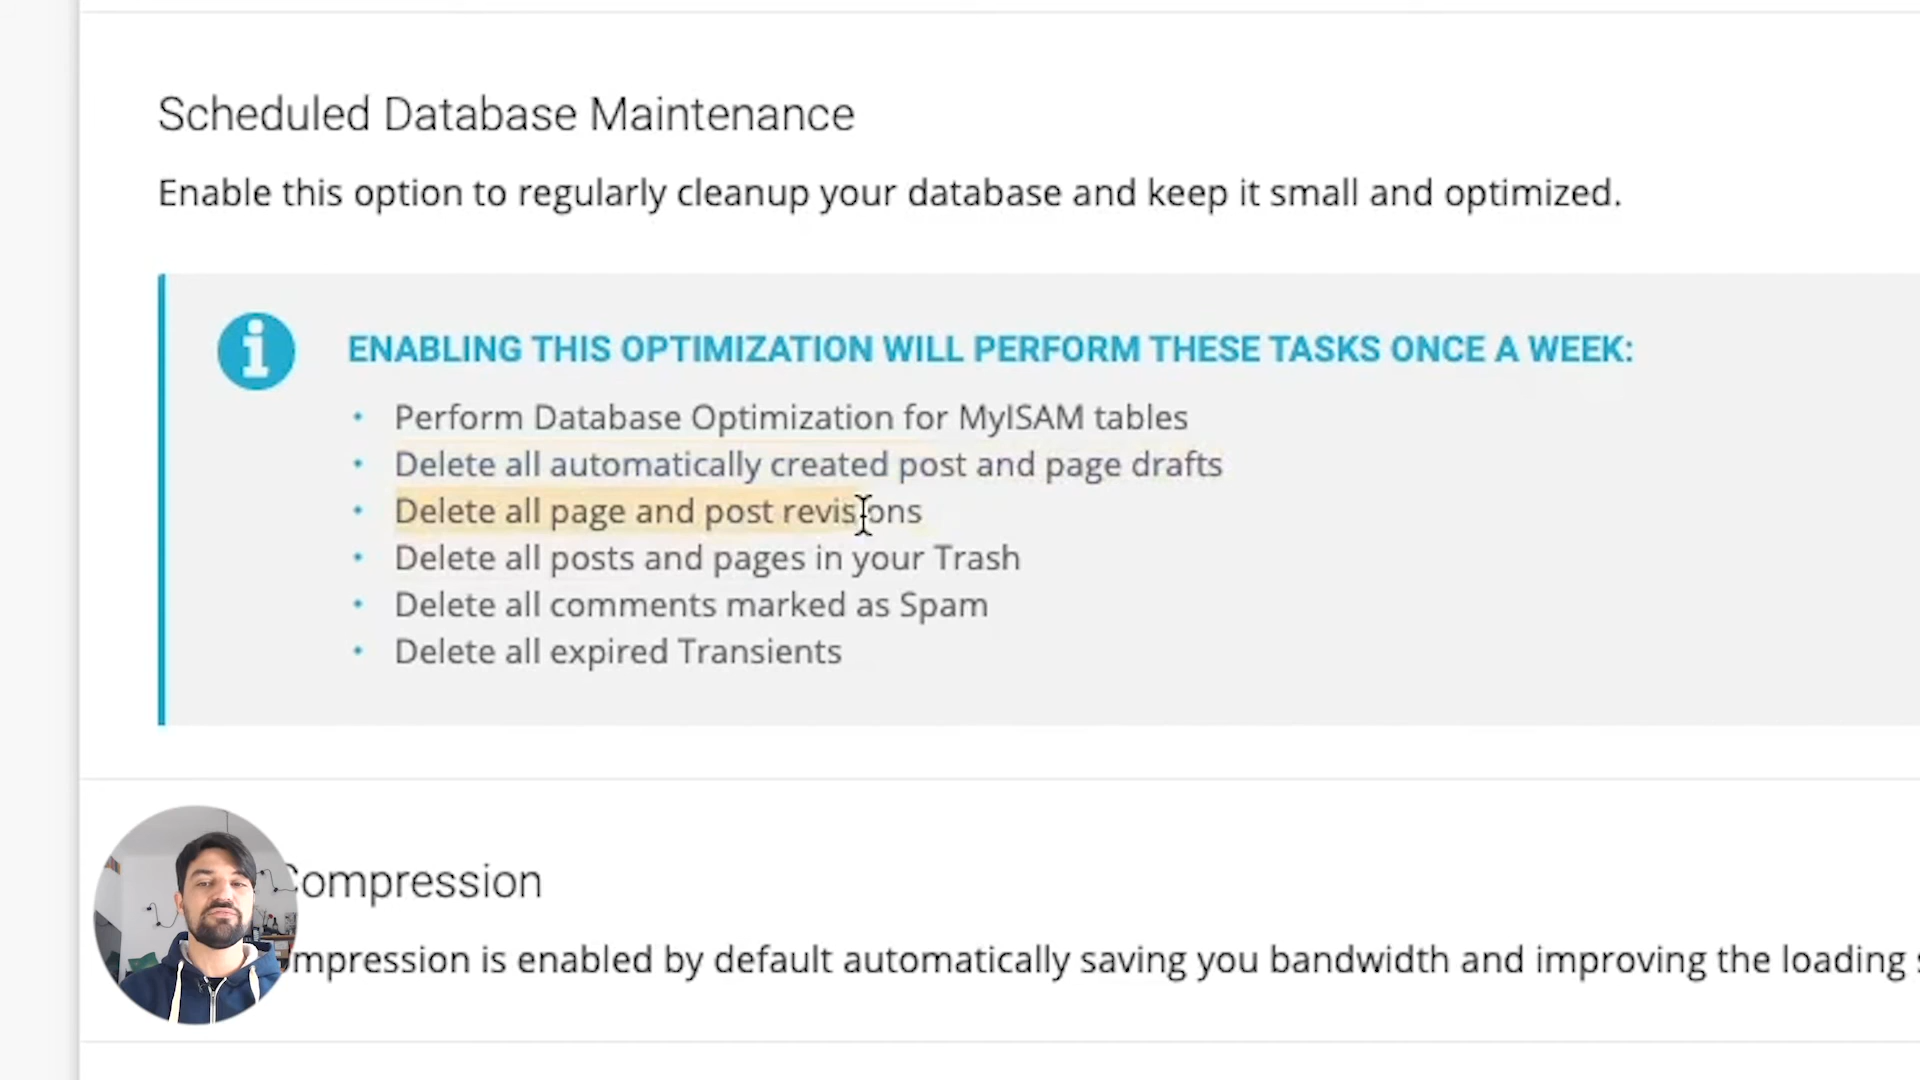 Scheduled Database Maintenance
Enable this option to regularly cleanup your database and keep it small and optimized.
ENABLING THIS OPTIMIZATION WILL PERFORM THESE TASKS ONCE A WEEK:
• Perform Database Optimization for MyISAM tables
• Delete all automatically created post and page drafts
• Delete all page and post revisions
• Delete all posts and pages in your Trash
• Delete all comments marked as Spam
• Delete all expired Transients
Compression
mpression is enabled by default automatically saving you bandwidth and improving the loading